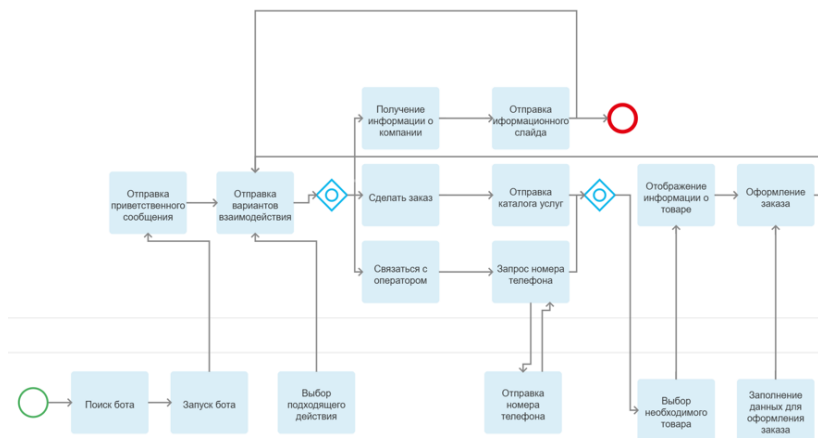 Получение
информации о
компании
Отправка
иформационного
слайда
Отправка
приветственного
сообщения
Отправка
вариантов
взаимодействия
Сделать заказ
Отправка
каталога услуг
Отображение
информации о
товаре
Оформление
заказа
Связаться с
оператором
Запрос номера
телефона
Поиск бота
Запуск бота
Выбор
подходящего
действия
Отправка
номера
телефона
Выбор
необходимого
товара
Заполнение
данных для
оформления
заказа